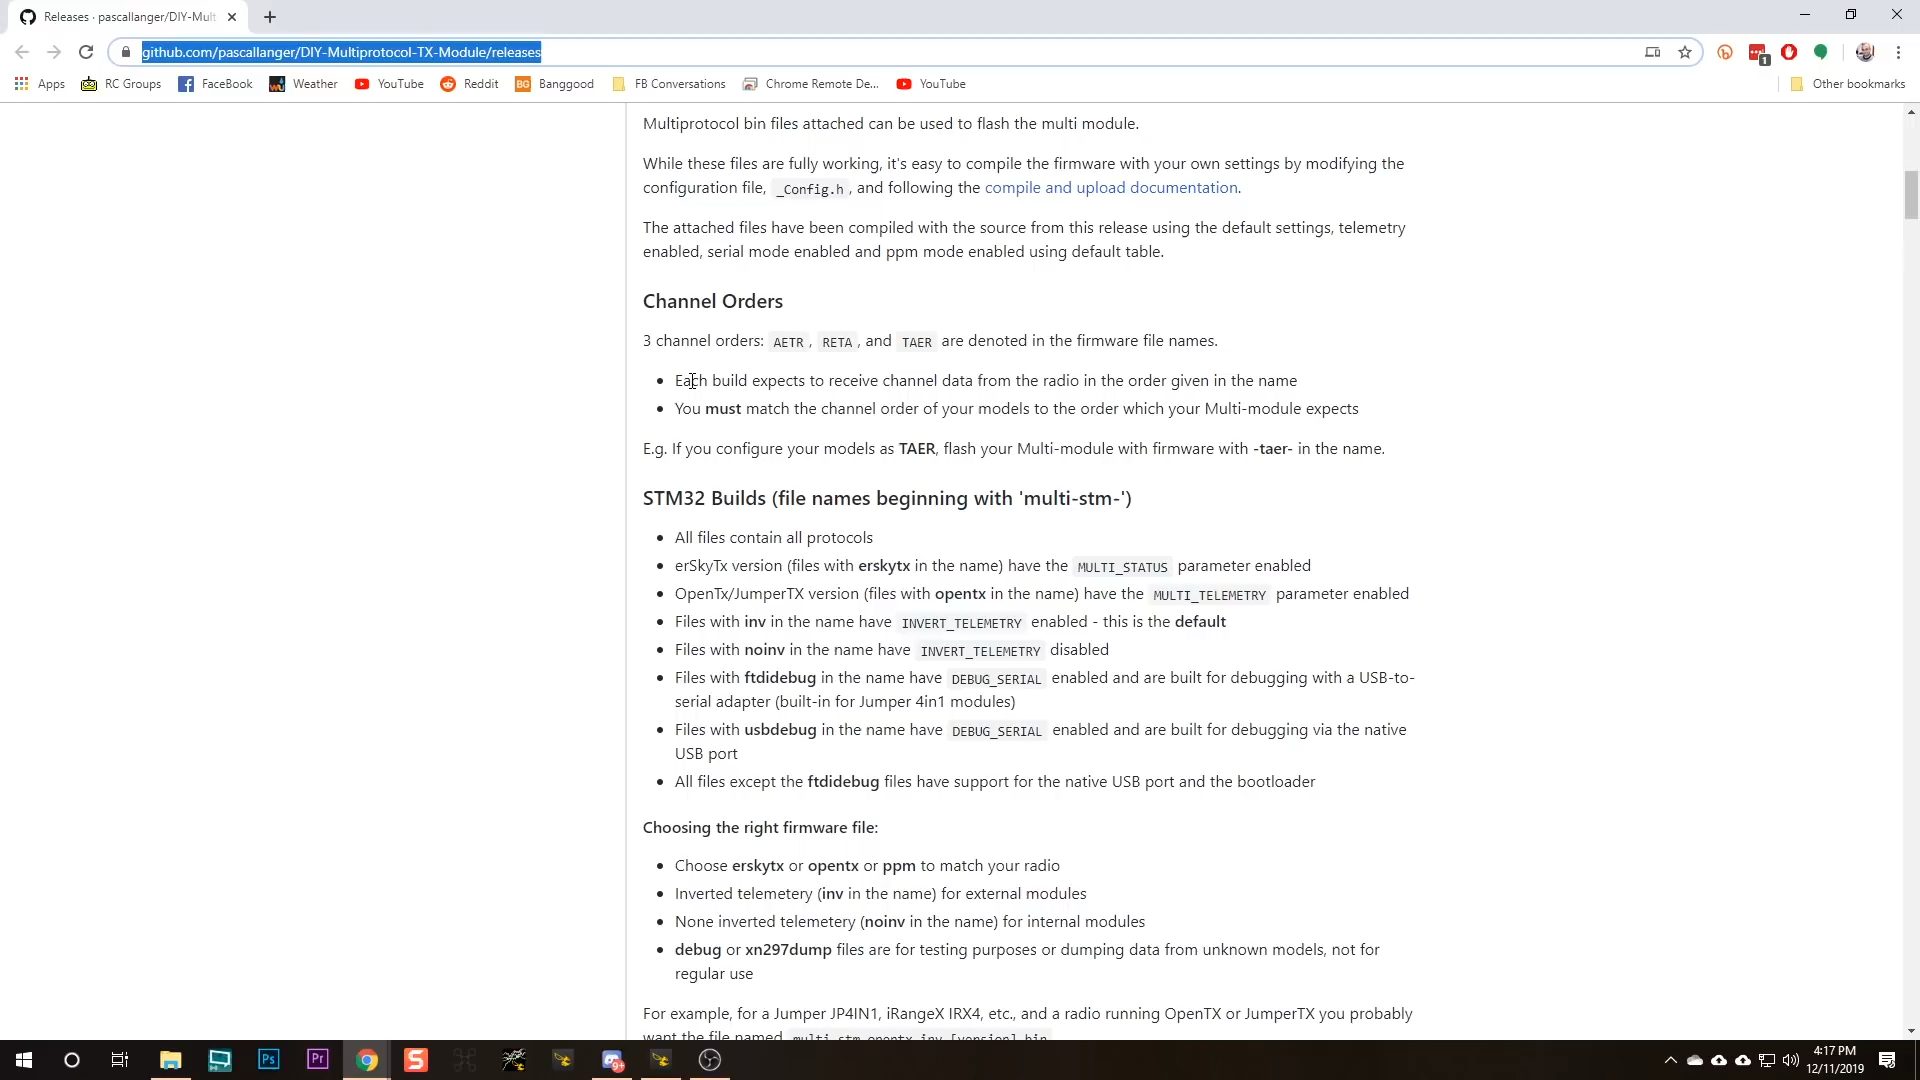 Releases · pascallanger/DIY-Mult
github.com/pascallanger/DIY-Multiprotocol-TX-Module/releases
1
Apps RC Groups FaceBook Weather YouTube Reddit BG Banggood FB Conversations Chrome Remote De... YouTube Other bookmarks
Multiprotocol bin files attached can be used to flash the multi module.
While these files are fully working, it's easy to compile the firmware with your own settings by modifying the
configuration file, _Config.h , and following the compile and upload documentation.
The attached files have been compiled with the source from this release using the default settings, telemetry
enabled, serial mode enabled and ppm mode enabled using default table.
Channel Orders
3 channel orders: AETR , RETA , and TAER are denoted in the firmware file names.
• Each build expects to receive channel data from the radio in the order given in the name
• You must match the channel order of your models to the order which your Multi-module expects
E.g. If you configure your models as TAER, flash your Multi-module with firmware with -taer- in the name.
STM32 Builds (file names beginning with 'multi-stm-')
• All files contain all protocols
• erSkyTx version (files with erskytx in the name) have the MULTI_STATUS parameter enabled
• OpenTx/JumperTX version (files with opentx in the name) have the MULTI_TELEMETRY parameter enabled
• Files with inv in the name have INVERT_TELEMETRY enabled - this is the default
• Files with noinv in the name have INVERT_TELEMETRY disabled
• Files with ftdidebug in the name have DEBUG_SERIAL enabled and are built for debugging with a USB-to-
serial adapter (built-in for Jumper 4in1 modules)
• Files with usbdebug in the name have DEBUG_SERIAL enabled and are built for debugging via the native
USB port
• All files except the ftdidebug files have support for the native USB port and the bootloader
Choosing the right firmware file:
• Choose erskytx or opentx or ppm to match your radio
• Inverted telemetery (inv in the name) for external modules
• None inverted telemetery (noinv in the name) for internal modules
• debug or xn297dump files are for testing purposes or dumping data from unknown models, not for
regular use
For example, for a Jumper JP4IN1, iRangeX IRX4, etc., and a radio running OpenTX or JumperTX you probably
want the file named multi-stm-opentx-inv-[version].bin
Ps Pr S 9+
4:17 PM
12/11/2019